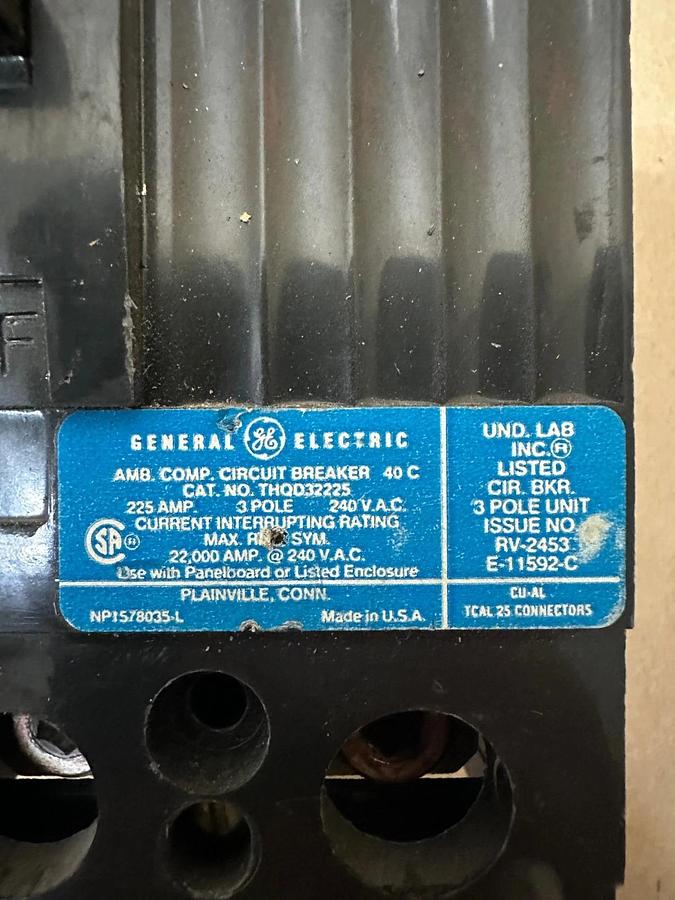 F
GENERAL GE ELECTRIC
AMB. COMP. CIRCUIT BREAKER 40 C
CAT. NO. THQD32225
225 AMP. 3 POLE 240 V.A.C.
CURRENT INTERRUPTING RATING
MAX. SYM.
22,000 AMP. @ 240 V.A.C.
Use with Panelboard or Listed Enclosure
SA ®
PLAINVILLE, CONN.
NP1578035-L Made in U.S.A.
UND. LAB
INC.®
LISTED
CIR. BKR.
3 POLE UNIT
ISSUE NO.
RV-2453
E-11592-C
CU-AL
TCAL 25 CONNECTORS